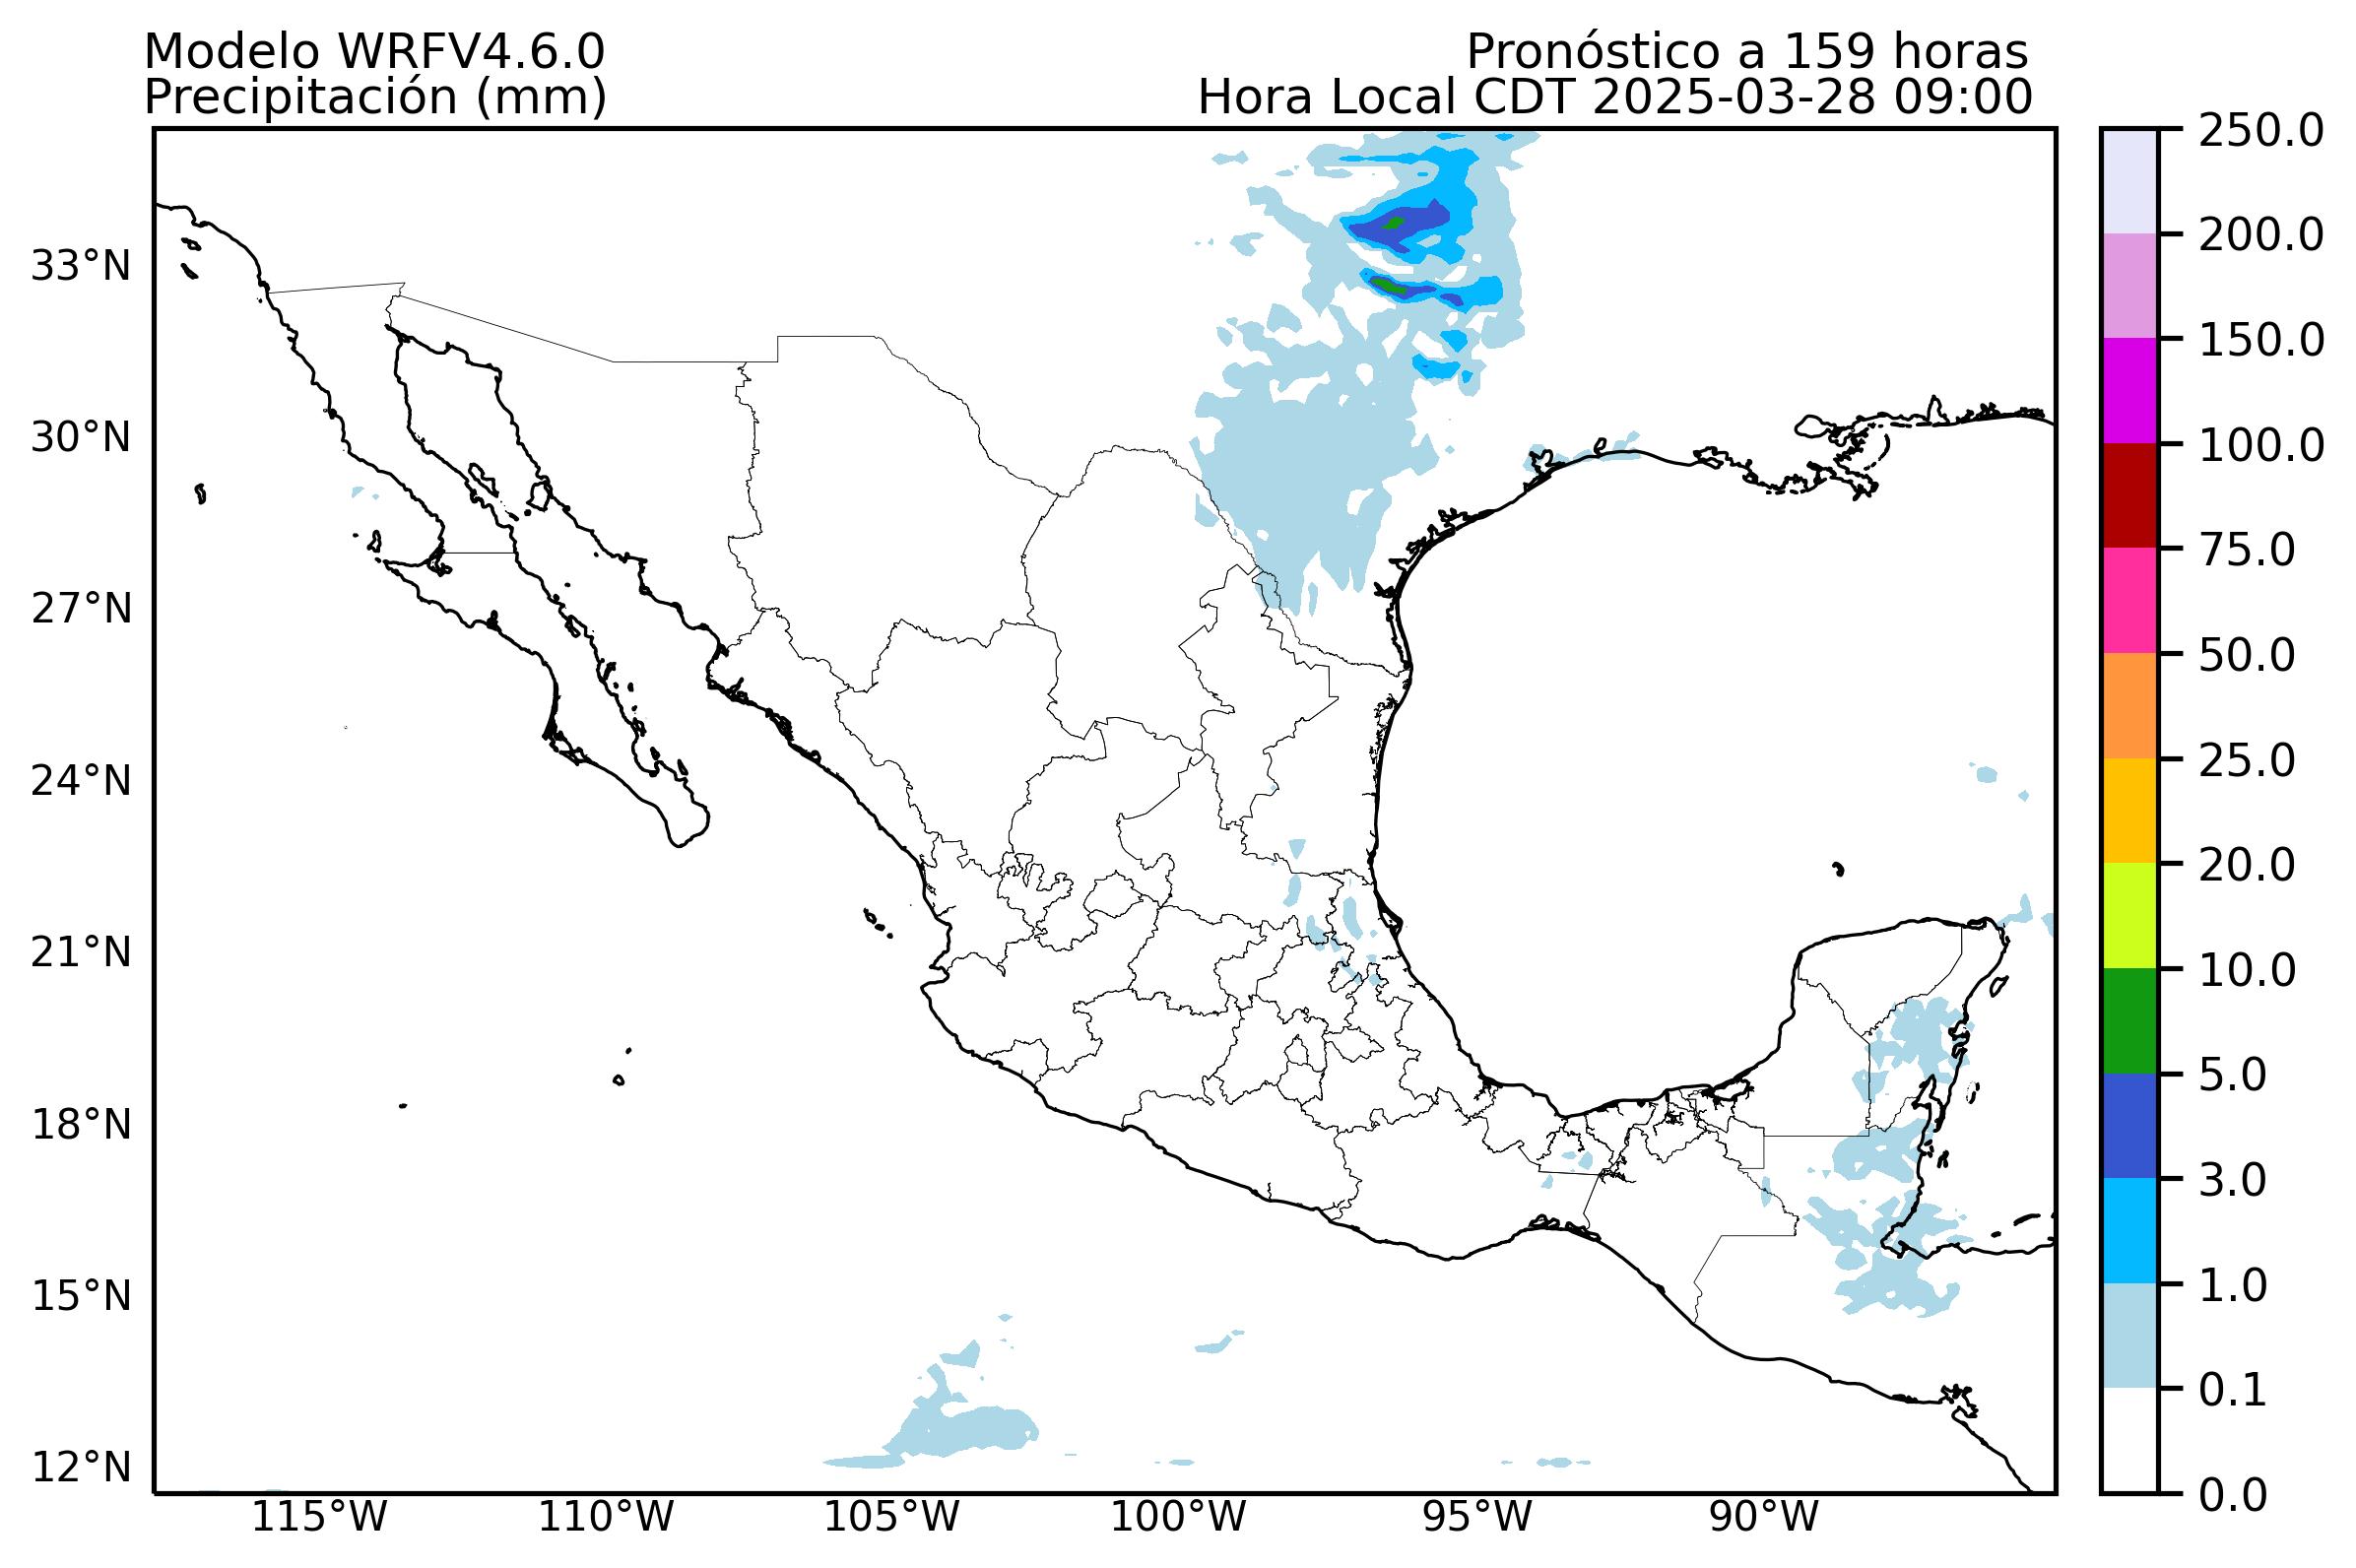 Modelo WRFV4.6.0
Pronóstico a 159 horas
Precipitación (mm)
Hora Local CDT 2025-03-28 09:00
33°N
30°N
27°N
24°N
21°N
18°N
15°N
12°N
115°W
110°W
105°W
100°W
95°W
90°W
250.0
200.0
150.0
100.0
75.0
50.0
25.0
20.0
10.0
5.0
3.0
1.0
0.1
0.0